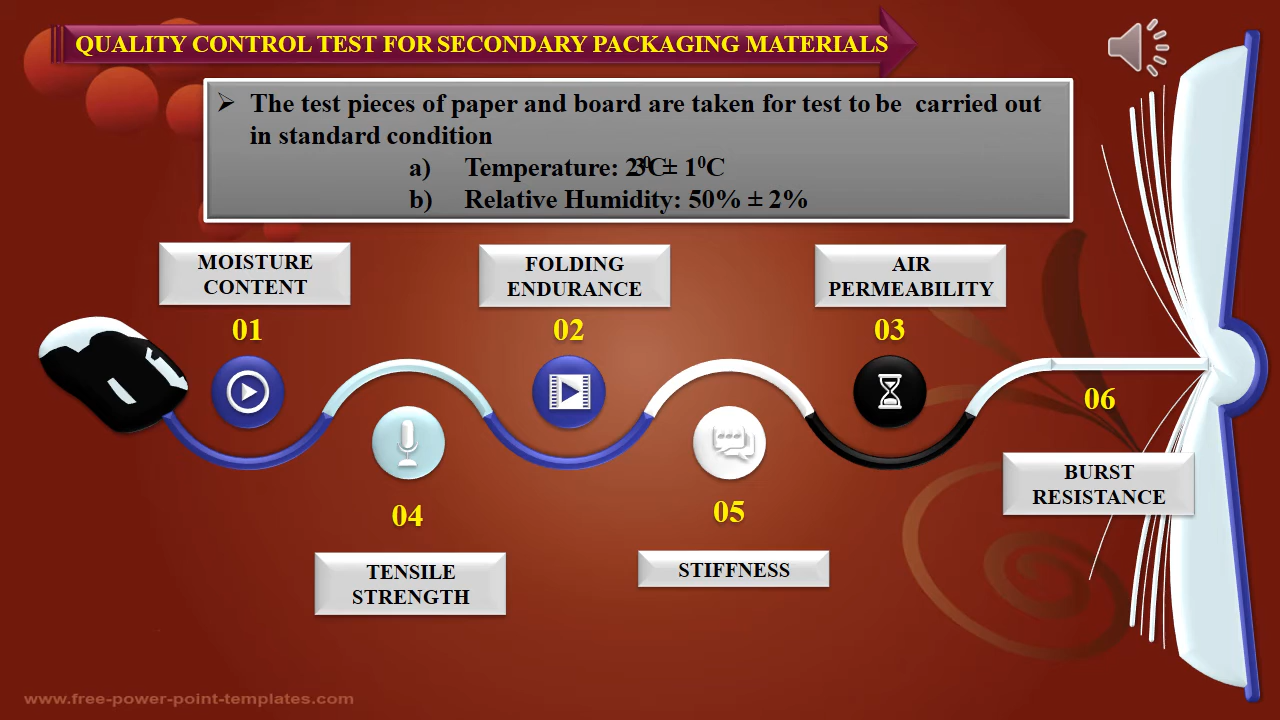 QUALITY CONTROL TEST FOR SECONDARY PACKAGING MATERIALS
➢ The test pieces of paper and board are taken for test to be carried out
in standard condition
a) Temperature: 23⁰C ± 1⁰C
b) Relative Humidity: 50% ± 2%
MOISTURE
CONTENT
01
FOLDING
ENDURANCE
02
AIR
PERMEABILITY
03
04
TENSILE
STRENGTH
05
STIFFNESS
06
BURST
RESISTANCE
www.free-power-point-templates.com